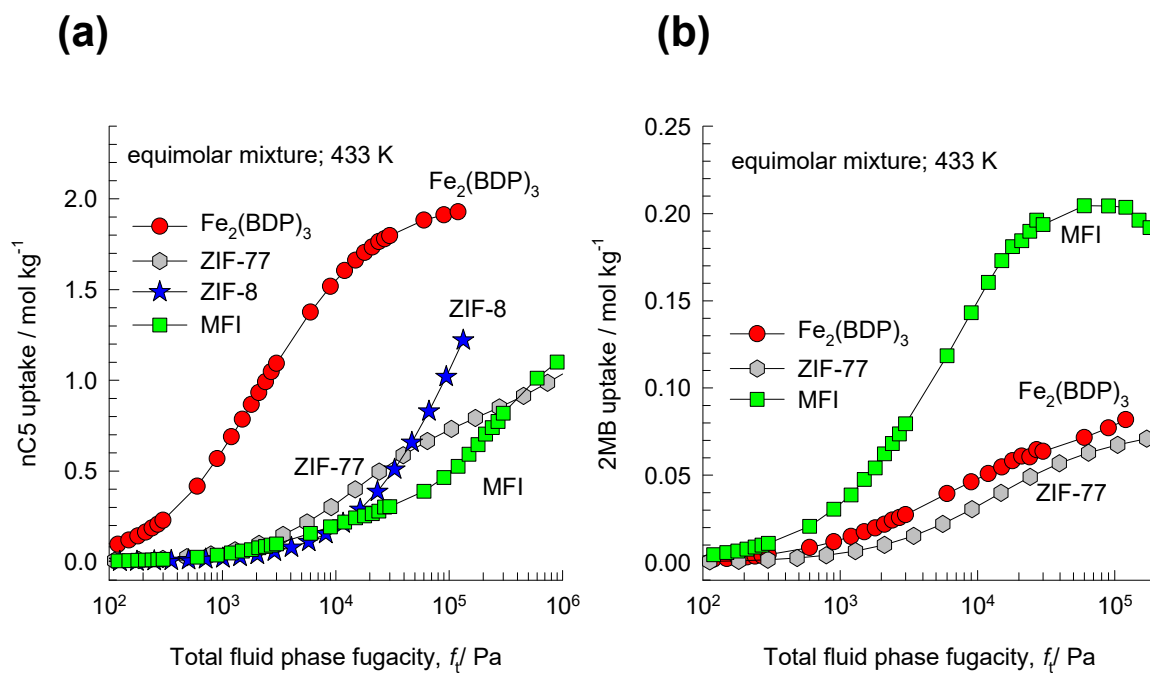 (a)
nC5 uptake / mol kg⁻¹
2.0
1.5
1.0
0.5
0.0
equimolar mixture; 433 K
Fe₂(BDP)₃
Fe₂(BDP)₃
ZIF-77
ZIF-8
MFI
ZIF-8
ZIF-77
MFI
10² 10³ 10⁴ 10⁵ 10⁶
Total fluid phase fugacity, fₜ/ Pa
(b)
2MB uptake / mol kg⁻¹
0.25
0.20
0.15
0.10
0.05
0.00
equimolar mixture; 433 K
MFI
Fe₂(BDP)₃
ZIF-77
MFI
Fe₂(BDP)₃
ZIF-77
10² 10³ 10⁴ 10⁵
Total fluid phase fugacity, fₜ/ Pa